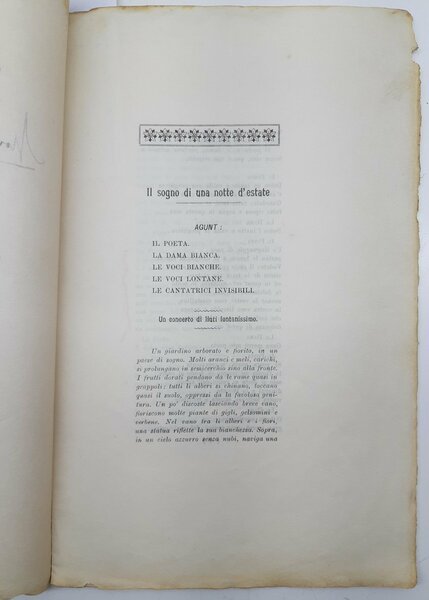 Il sogno di una notte d'estate
AGUNT :
IL POETA.
LA DAMA BIANCA.
LE VOCI BIANCHE.
LE VOCI LONTANE.
LE CANTATRICI INVISIBILI.
Un concerto di liuti lontanissimo.
Un giardino arborato e fiorito, in un
paese di sogno. Molti aranci e meli, carichi,
si prolungano in semicerchio sino alla fronte.
I frutti dorati pendono da le rame quasi in
grappoli : tutti li alberi si chinano, toccano
quasi il suolo, oppressi da la favolosa geni-
tura. Un po' discoste lasciando breve vano,
fioriscono molte piante di gigli, gelsomini e
verbene. Nel vano tra li alberi e i fiori,
una statua riflette la sua bianchezza. Sopra,
in un cielo azzurro senza nubi, naviga una